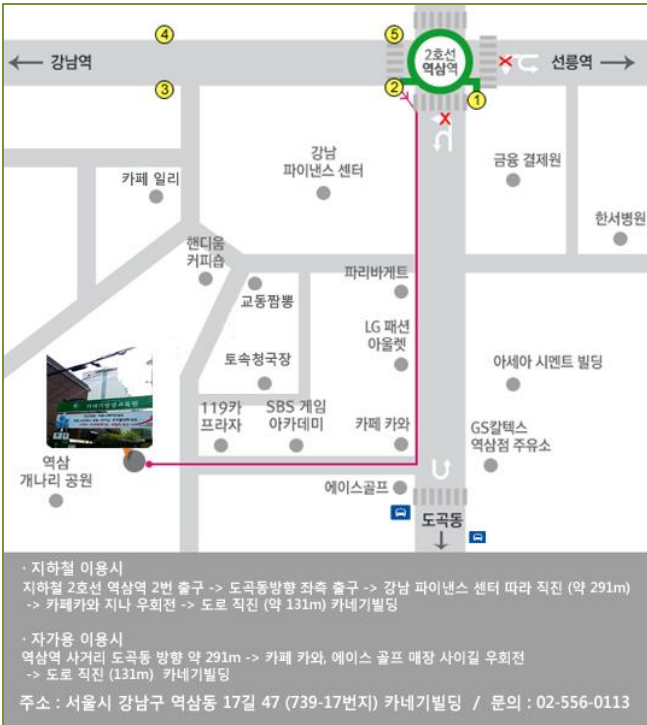 ④
⑤
2호선
역삼역
← 강남역
선릉역 →
③
②
①
강남
파이낸스 센터
금융 결제원
카페 일리
한서병원
핸디움
커피숍
파리바게트
교동짬뽕
LG 패션
아울렛
토속청국장
아세아 시멘트 빌딩
119카
프라자
SBS 게임
아카데미
카페 카와
GS칼텍스
역삼점 주유소
역삼
개나리 공원
에이스골프
도곡동
· 지하철 이용시
지하철 2호선 역삼역 2번 출구 -> 도곡동방향 좌측 출구 -> 강남 파이낸스 센터 따라 직진 (약 291m)
-> 카페카와 지나 우회전 -> 도로 직진 (약 131m) 카네기빌딩
· 자가용 이용시
역삼역 사거리 도곡동 방향 약 291m -> 카페 카와, 에이스 골프 매장 사이길 우회전
-> 도로 직진 (131m) 카네기빌딩
주소 : 서울시 강남구 역삼동 17길 47 (739-17번지) 카네기빌딩 / 문의 : 02-556-0113